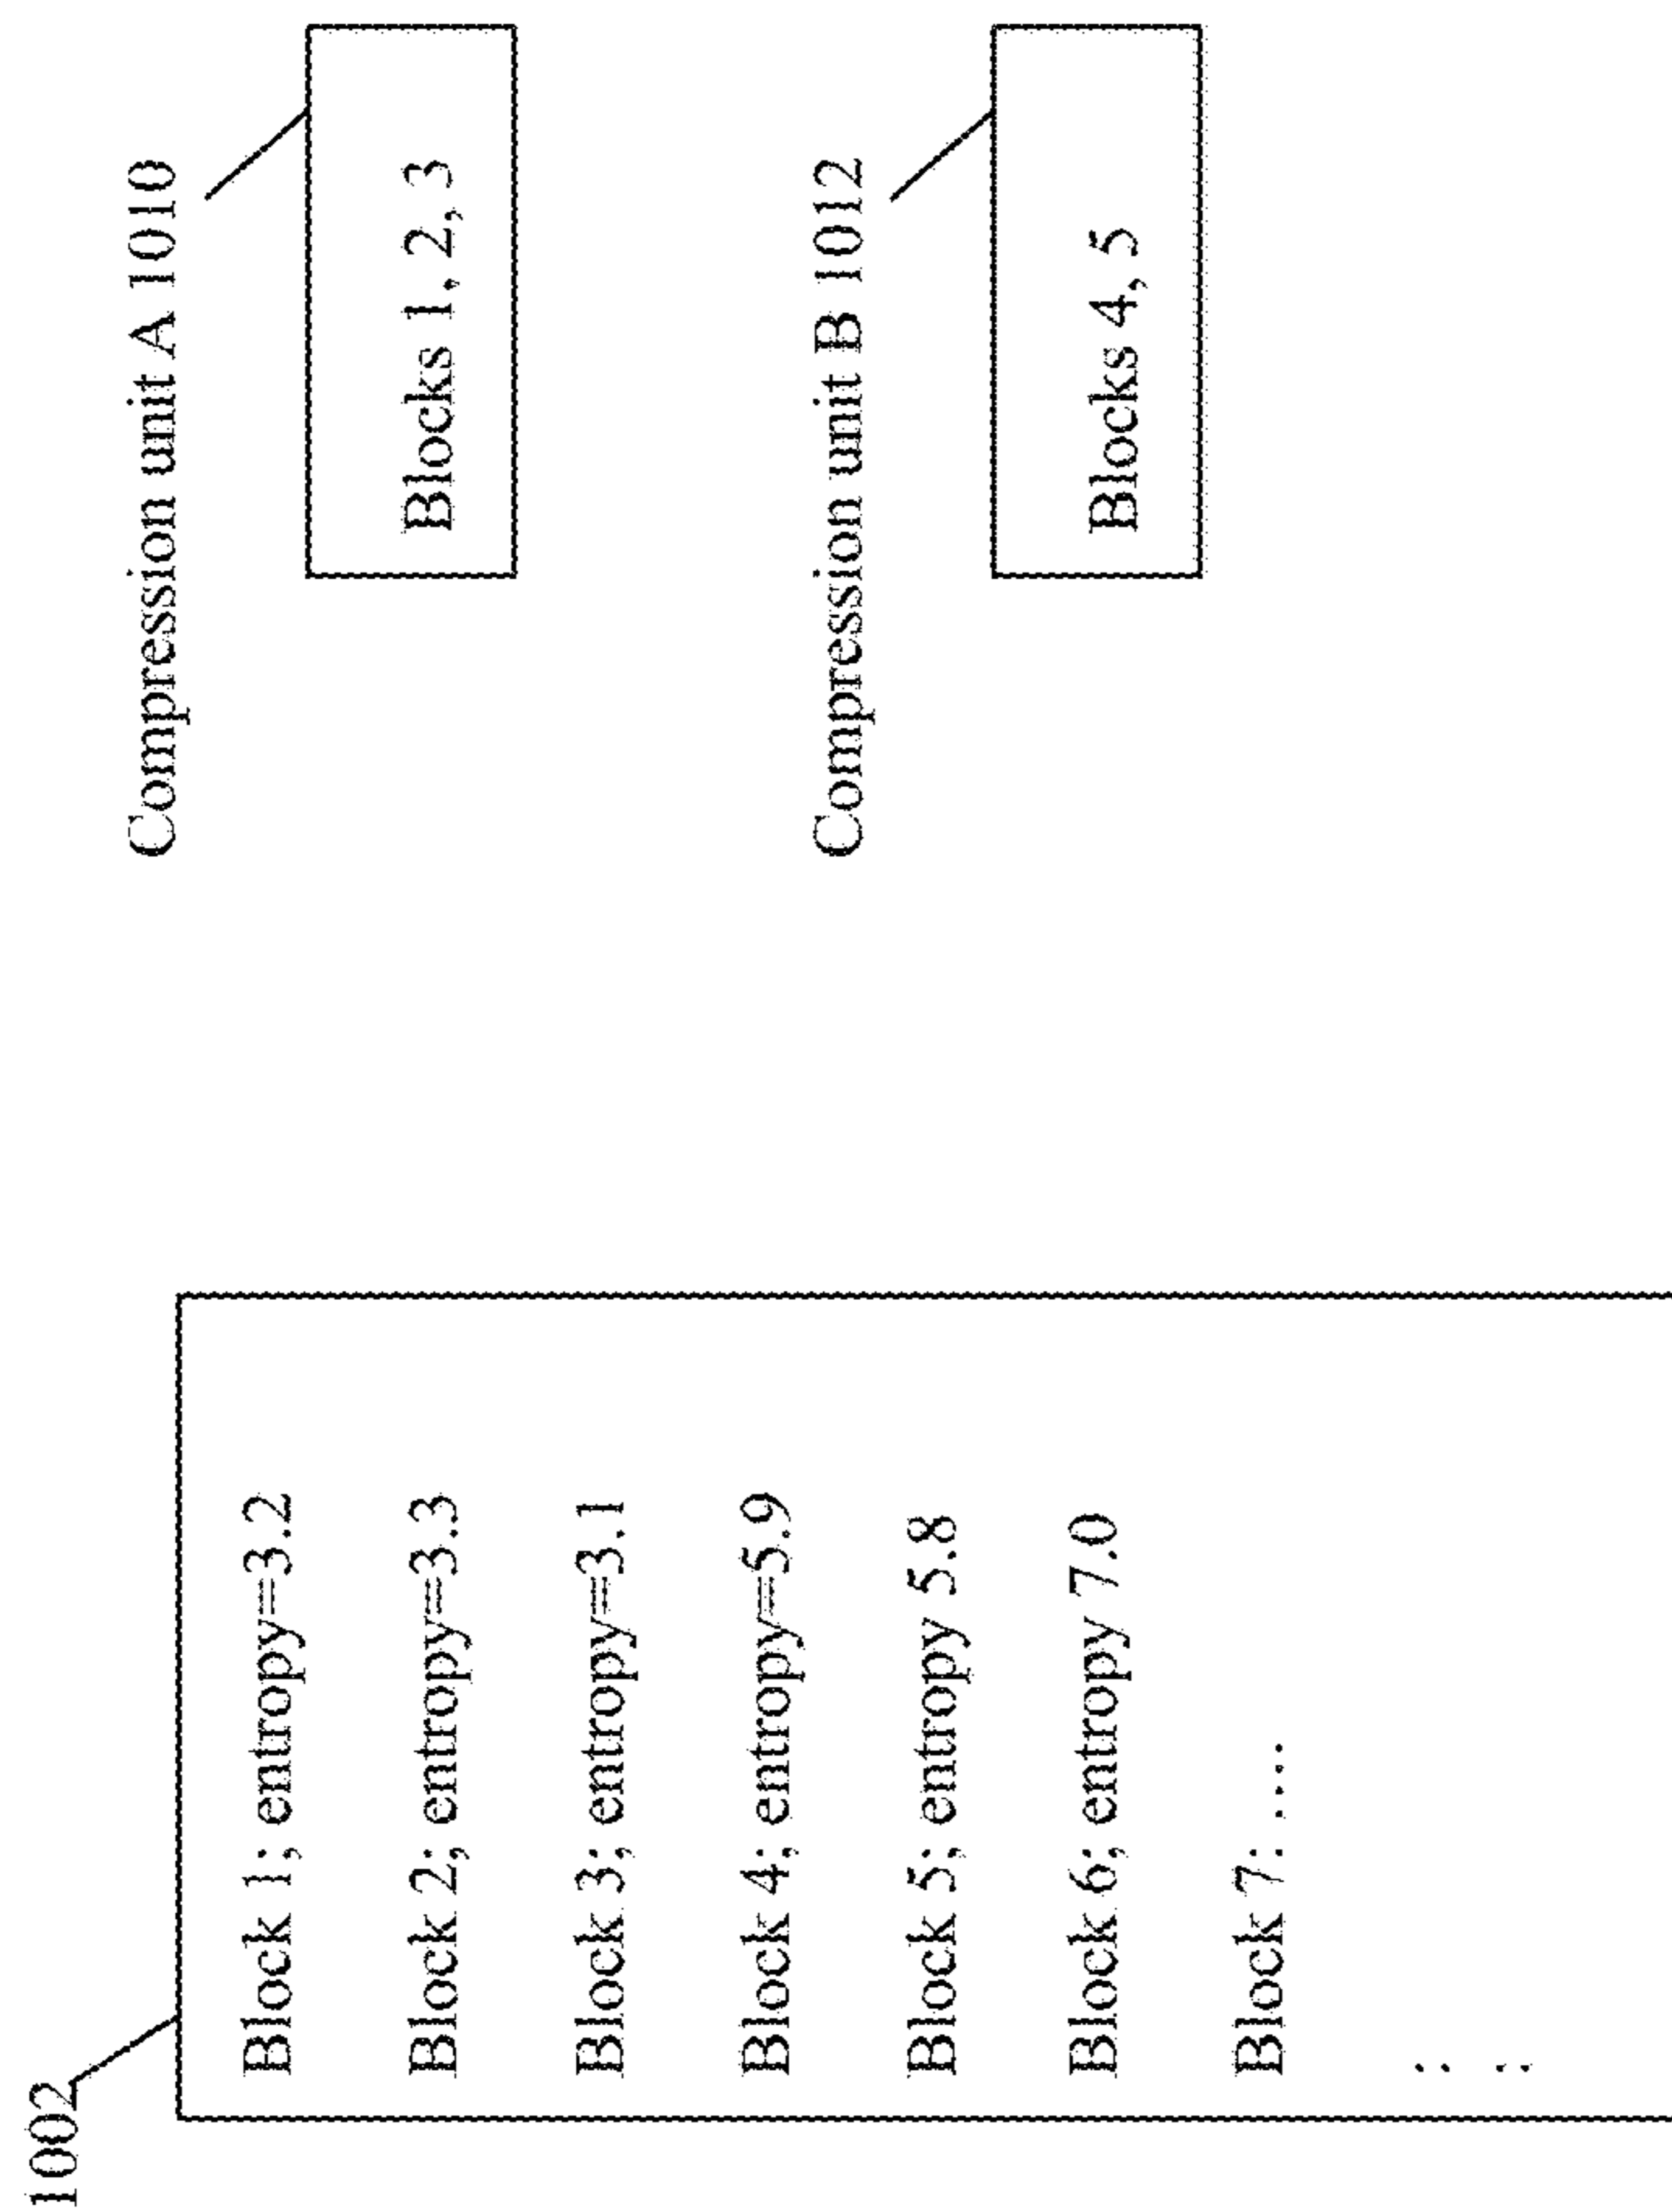 1002
Block 1; entropy=3.2
Block 2; entropy=3.3
Block 3; entropy=3.1
Block 4; entropy=5.9
Block 5; entropy 5.8
Block 6; entropy 7.0
Block 7: ....
:
:
Compression unit A 1010
Blocks 1, 2, 3
Compression unit B 1012
Blocks 4, 5